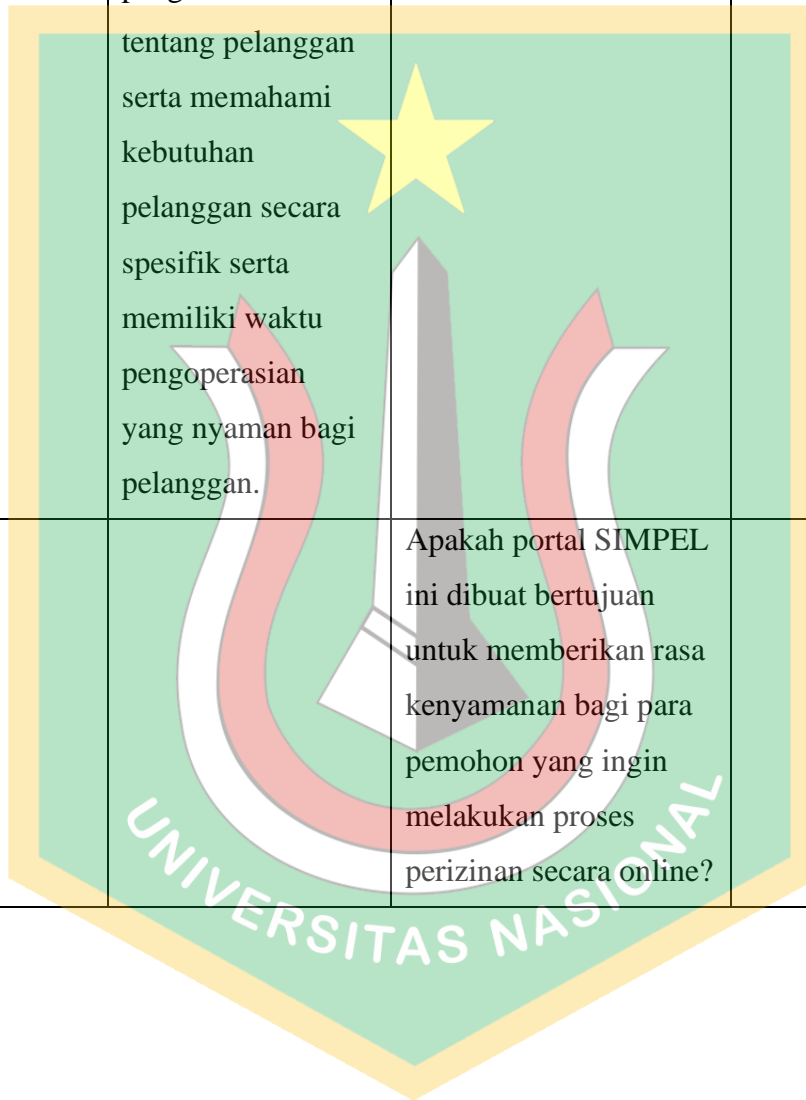 tentang pelanggan
serta memahami
kebutuhan
pelanggan secara
spesifik serta
memiliki waktu
pengoperasian
yang nyaman bagi
pelanggan.
Apakah portal SIMPEL
ini dibuat bertujuan
untuk memberikan rasa
kenyamanan bagi para
pemohon yang ingin
melakukan proses
perizinan secara online?
UNIVERSITAS NASIONAL